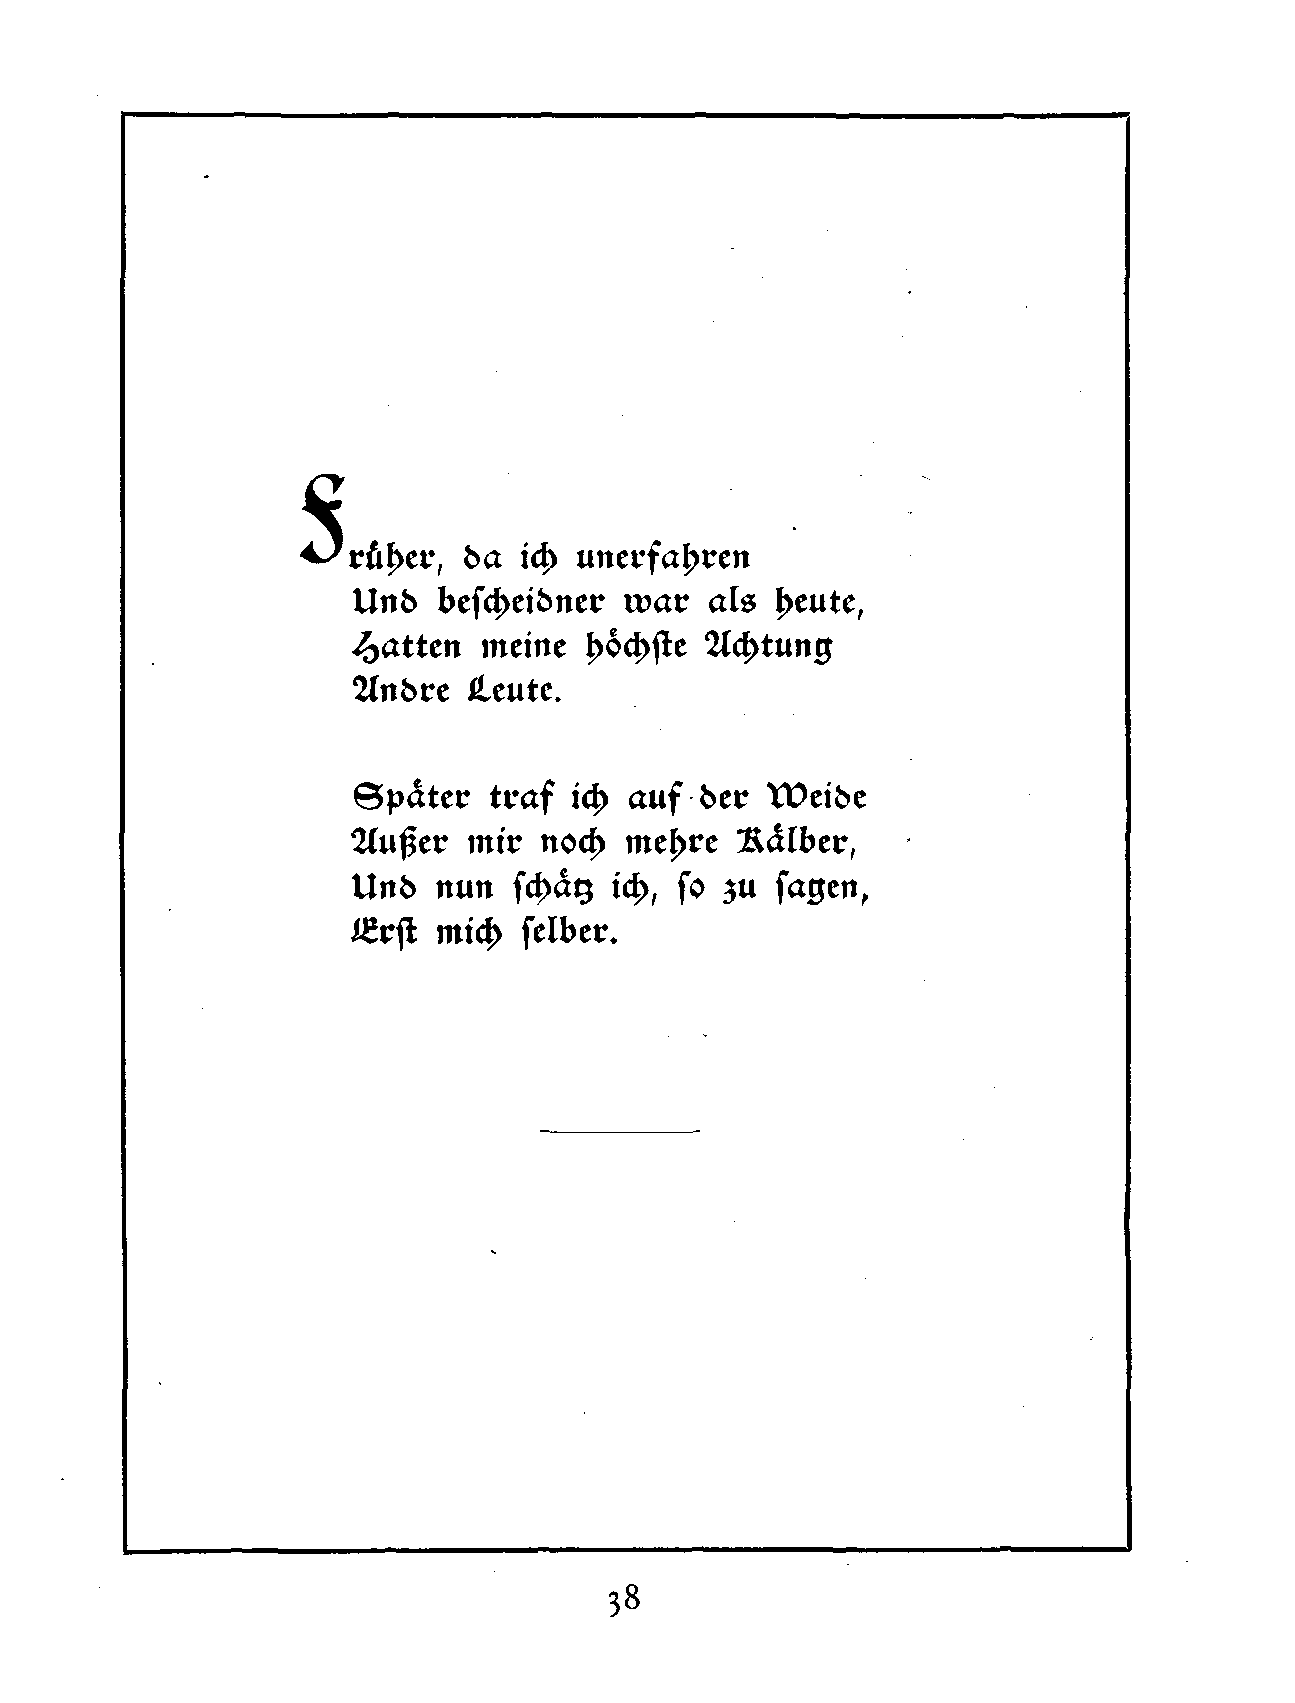 Früher, da ich unerfahren
Und beſcheidner war als heute,
Hatten meine höchſte Achtung
Andre Leute.
Später traf ich auf der Weide
Außer mir noch mehre Kälber,
Und nun ſchätz ich, ſo zu ſagen,
Erſt mich ſelber.
38